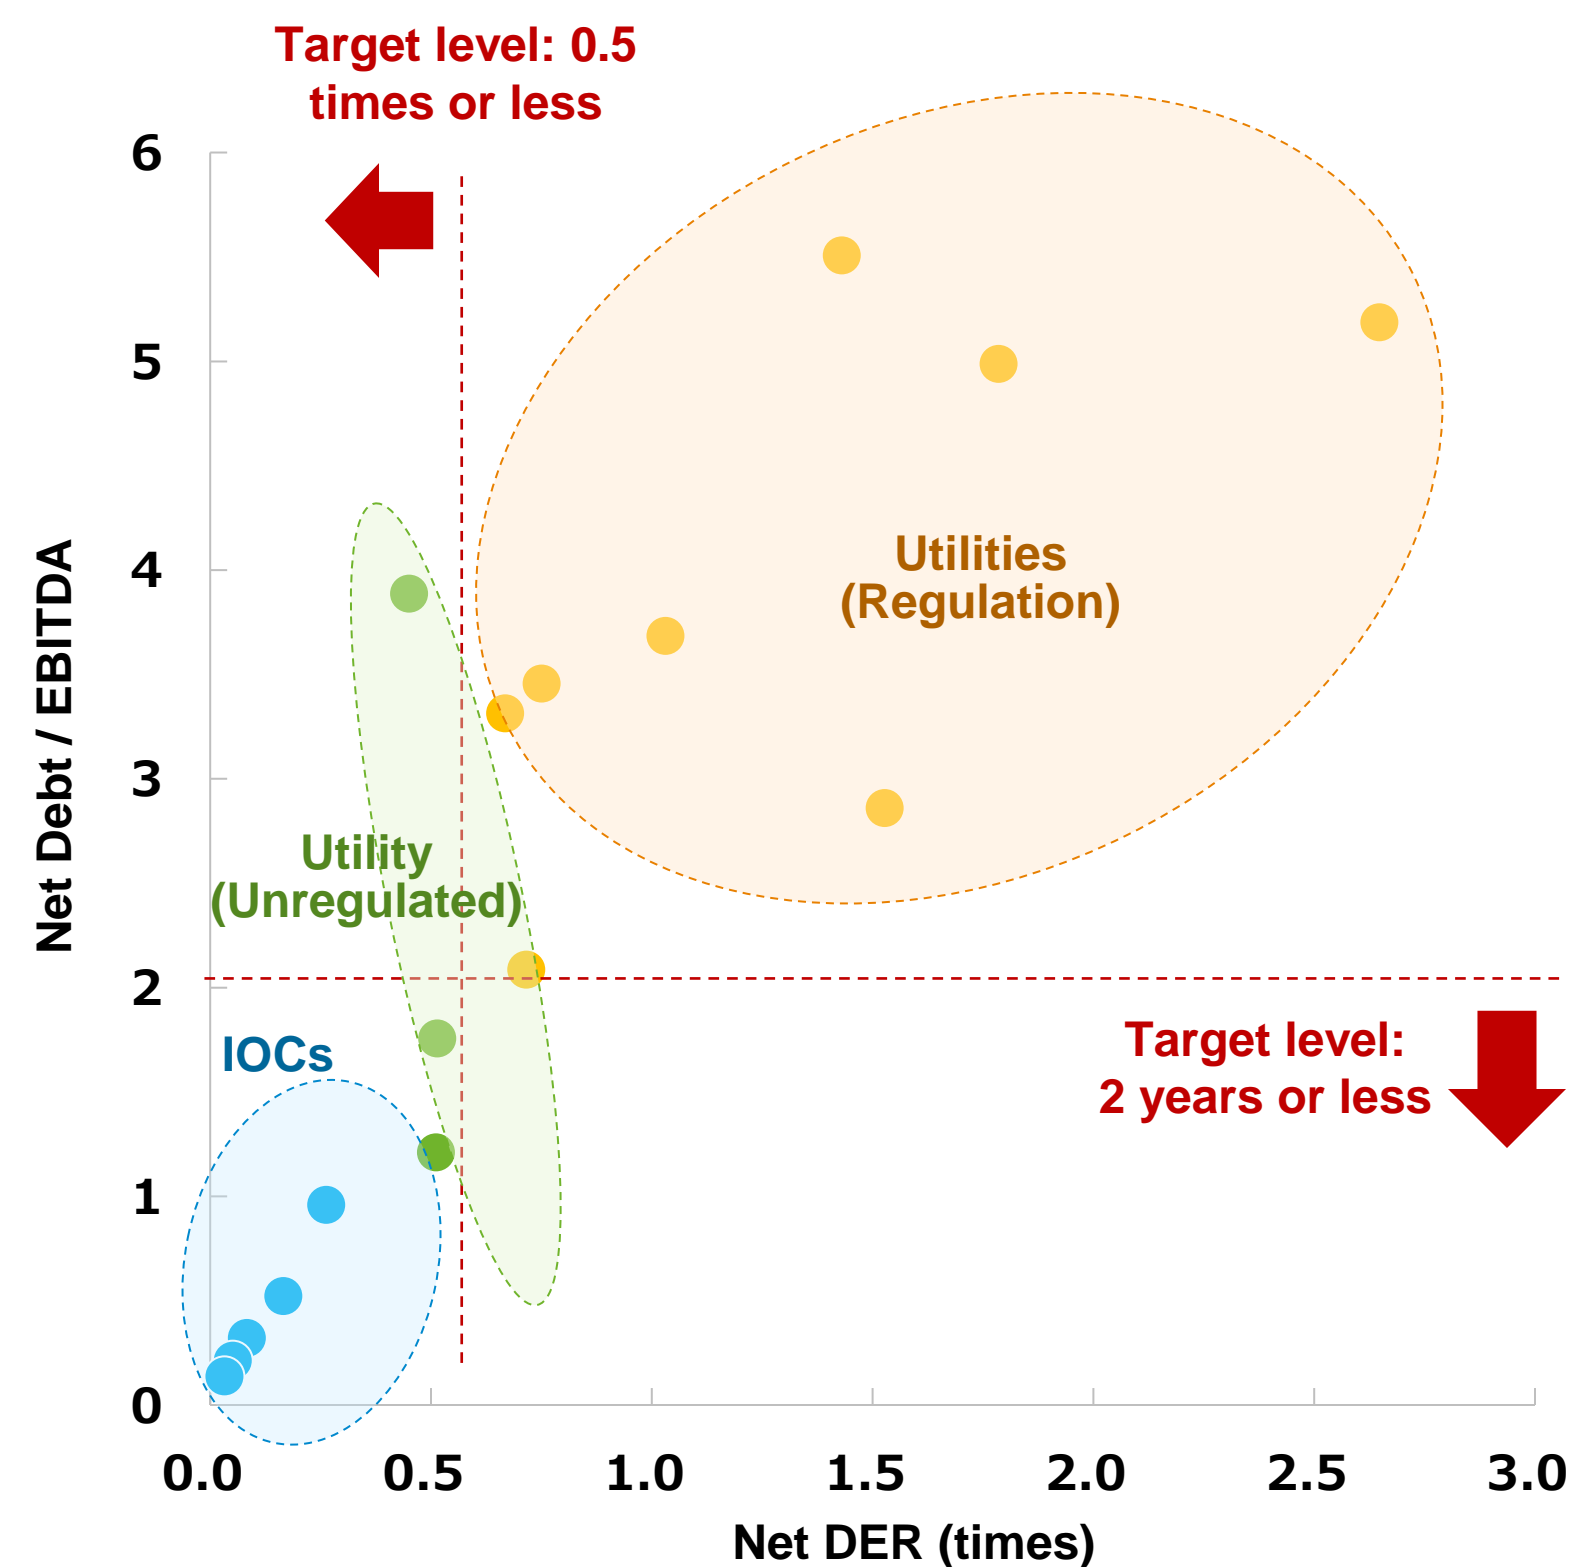 Target level: 0.5
times or less
6
5
4
3
2
1
0
Net Debt / EBITDA
Utilities
(Regulation)
Utility
(Unregulated)
IOCs
Target level:
2 years or less
0.0 0.5 1.0 1.5 2.0 2.5 3.0
Net DER (times)